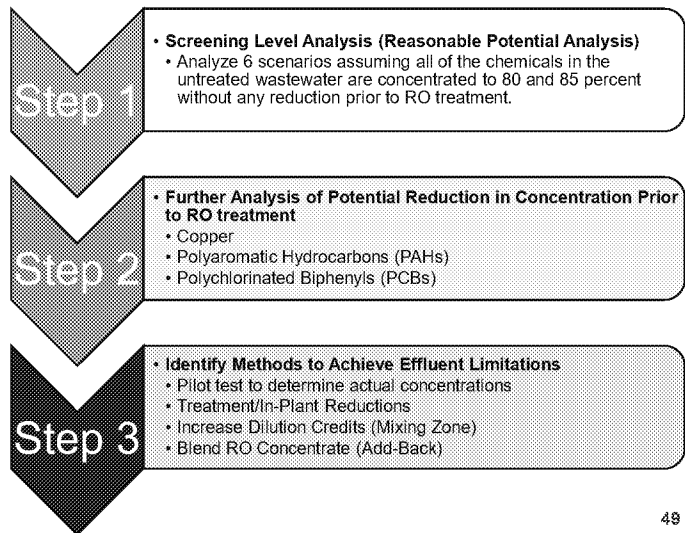 Step 1
• Screening Level Analysis (Reasonable Potential Analysis)
• Analyze 6 scenarios assuming all of the chemicals in the
untreated wastewater are concentrated to 80 and 85 percent
without any reduction prior to RO treatment.
Step 2
• Further Analysis of Potential Reduction in Concentration Prior
to RO treatment
• Copper
• Polyaromatic Hydrocarbons (PAHs)
• Polychlorinated Biphenyls (PCBs)
Step 3
• Identify Methods to Achieve Effluent Limitations
• Pilot test to determine actual concentrations
• Treatment/In-Plant Reductions
• Increase Dilution Credits (Mixing Zone)
• Blend RO Concentrate (Add-Back)
49